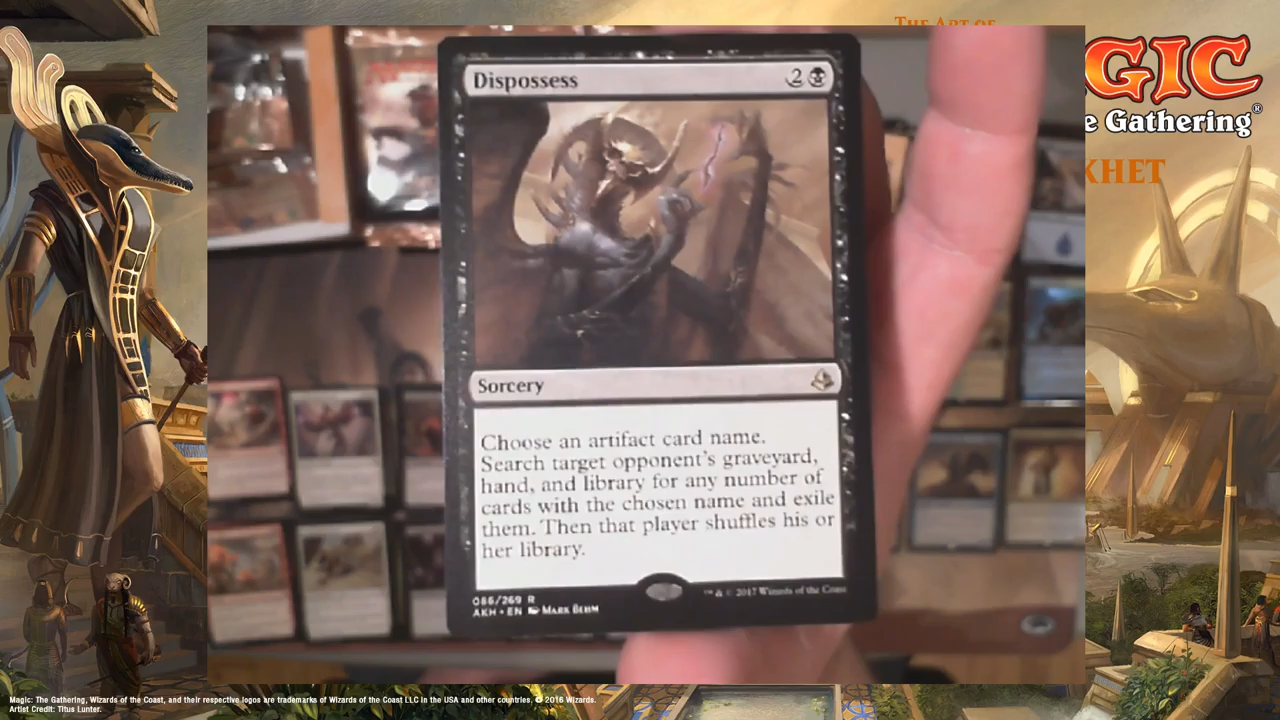 THE ART OF
GIC
e Gathering®
KHET
Dispossess
2
Sorcery
Choose an artifact card name.
Search target opponent's graveyard,
hand, and library for any number of
cards with the chosen name and exile
them. Then that player shuffles his or
her library.
086/269 R
AKH • EN MARK BEHM
™ & © 2017 Wizards of the Coast
Magic: The Gathering, Wizards of the Coast, and their respective logos are trademarks of Wizards of the Coast LLC in the USA and other countries. © 2016 Wizards.
Artist Credit: Titus Lunter.